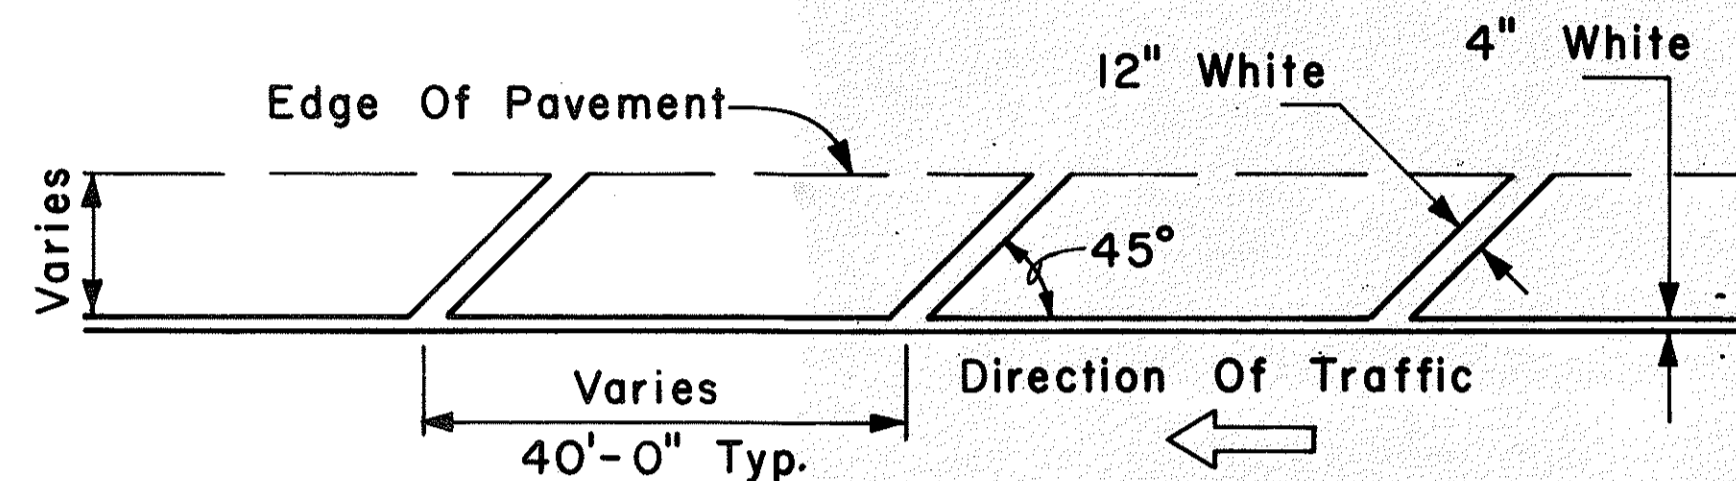 4" White
12" White
Edge Of Pavement
Varies
45°
Varies
40'-0" Typ.
Direction Of Traffic